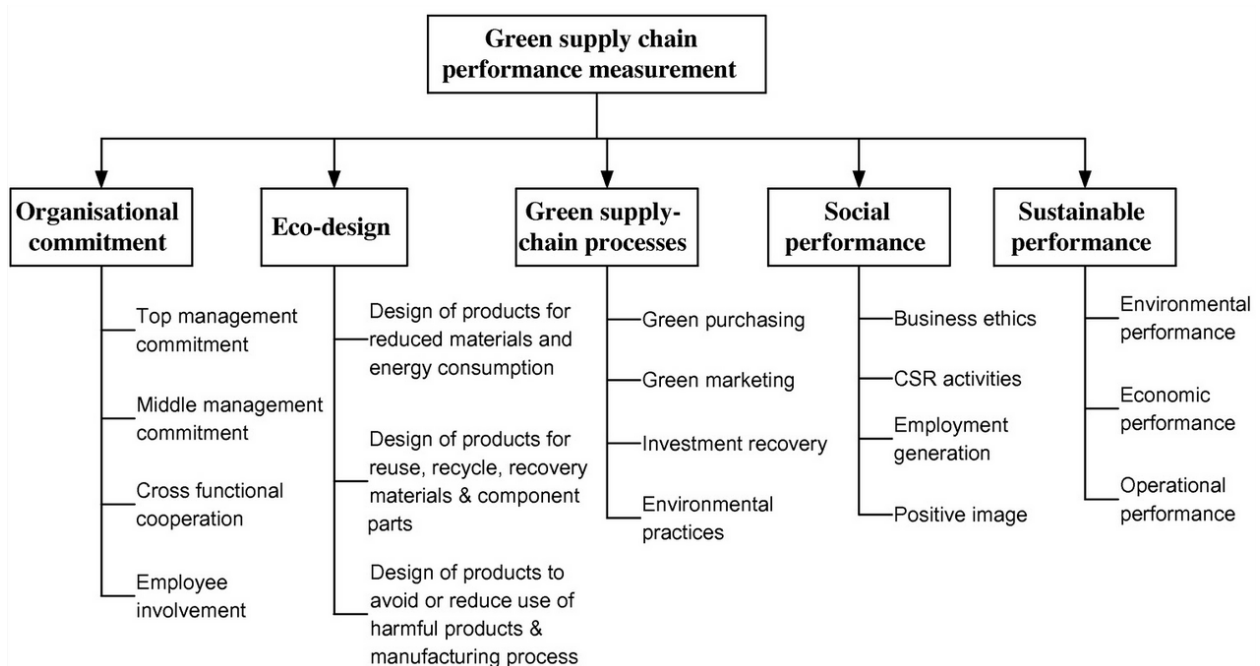 Green supply chain
performance measurement
Organisational
commitment
Eco-design
Green supply-
chain processes
Social
performance
Sustainable
performance
Top management
commitment
Middle management
commitment
Cross functional
cooperation
Employee
involvement
Design of products for
reduced materials and
energy consumption
Design of products for
reuse, recycle, recovery
materials & component
parts
Design of products to
avoid or reduce use of
harmful products &
manufacturing process
Green purchasing
Green marketing
Investment recovery
Environmental
practices
Business ethics
CSR activities
Employment
generation
Positive image
Environmental
performance
Economic
performance
Operational
performance